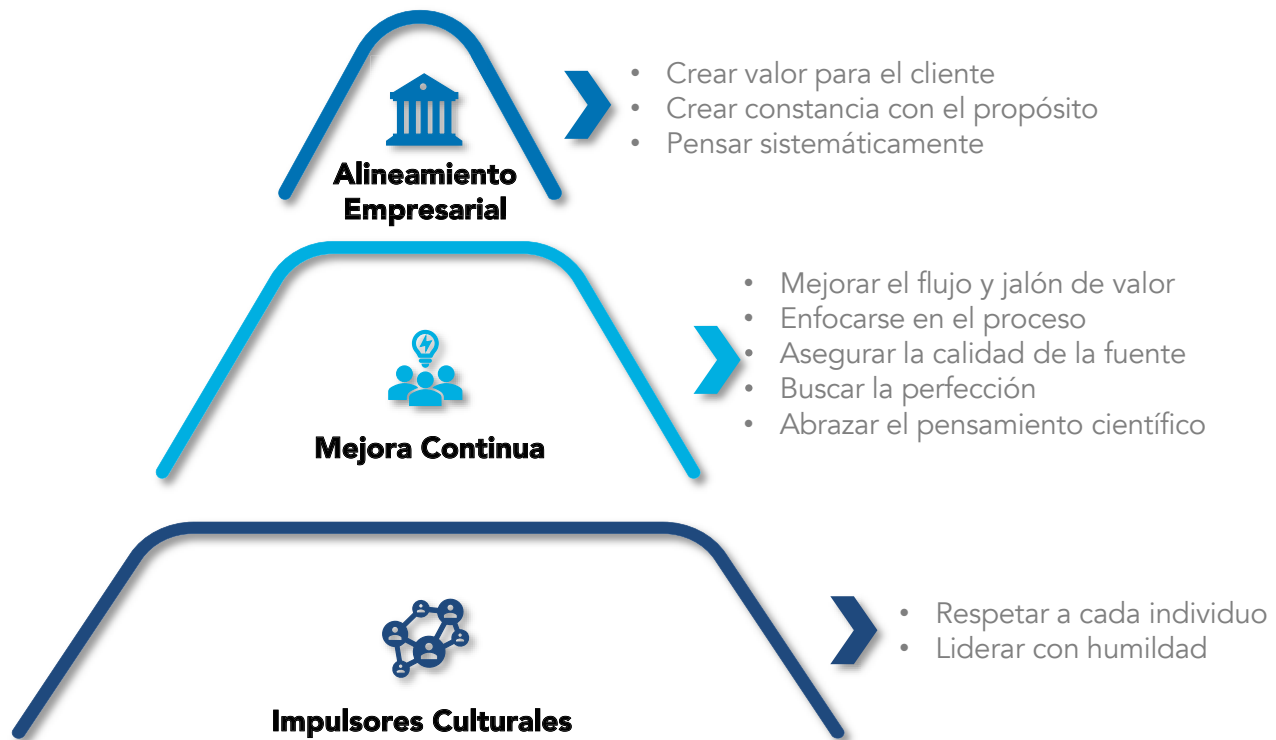 Alineamiento
Empresarial
• Crear valor para el cliente
• Crear constancia con el propósito
• Pensar sistemáticamente
Mejora Continua
• Mejorar el flujo y jalón de valor
• Enfocarse en el proceso
• Asegurar la calidad de la fuente
• Buscar la perfección
• Abrazar el pensamiento científico
Impulsores Culturales
• Respetar a cada individuo
• Liderar con humildad